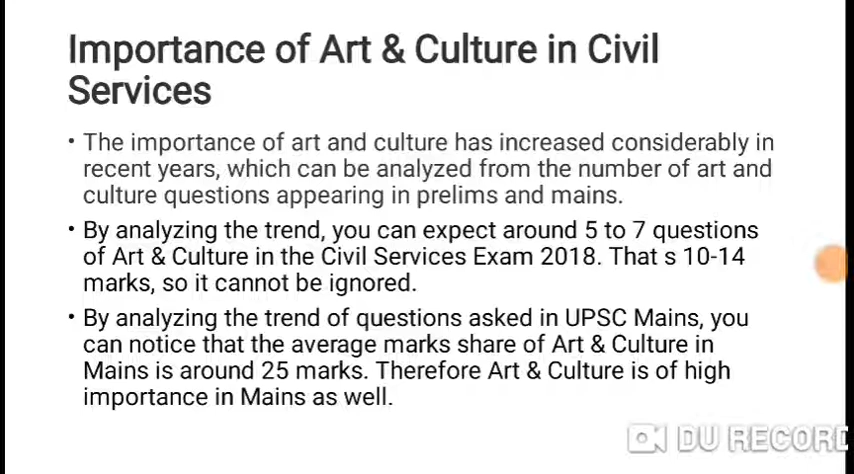 Importance of Art & Culture in Civil
Services
• The importance of art and culture has increased considerably in
recent years, which can be analyzed from the number of art and
culture questions appearing in prelims and mains.
• By analyzing the trend, you can expect around 5 to 7 questions
of Art & Culture in the Civil Services Exam 2018. That s 10-14
marks, so it cannot be ignored.
• By analyzing the trend of questions asked in UPSC Mains, you
can notice that the average marks share of Art & Culture in
Mains is around 25 marks. Therefore Art & Culture is of high
importance in Mains as well.
DU RECORD